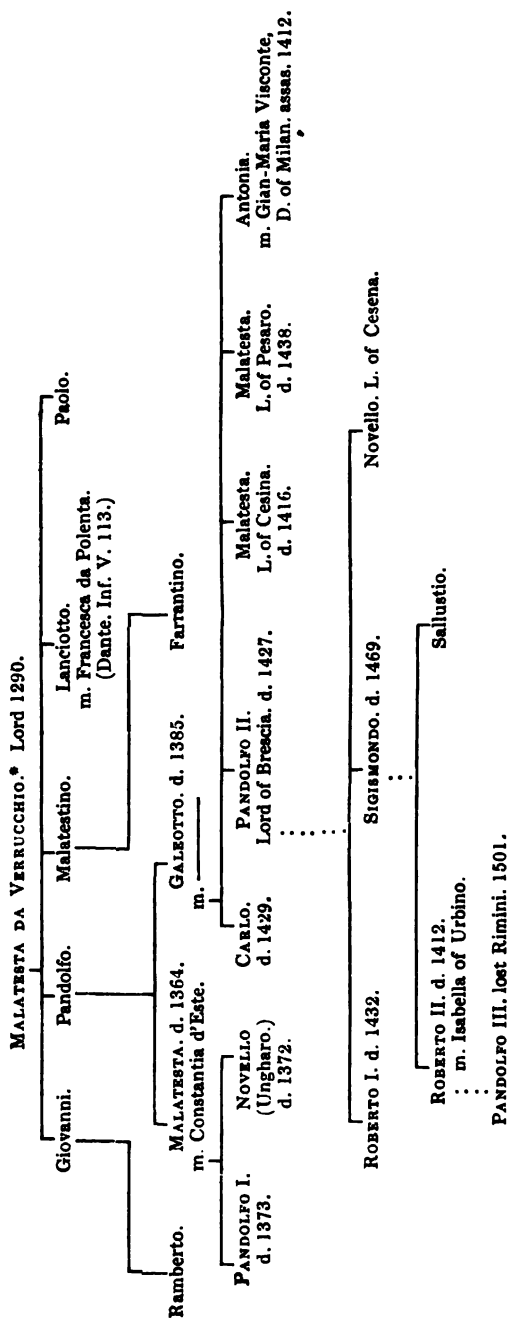 MALATESTA DA VERRUCCHIO.* Lord 1290.
Giovanni. Pandolfo. Malatestino. Lanciotto. Paolo.
m. Francesca da Polenta.
(Dante. Inf. V. 113.)
Ramberto. MALATESTA. d. 1364. GALEOTTO. d. 1385. Farrantino.
m. Constantia d'Este. m.
PANDOLFO I. NOVELLO CARLO. PANDOLFO II. Malatesta. Malatesta. Antonia.
d. 1373. (Ungharo.) d. 1429. Lord of Brescia. d. 1427. L. of Cesina. L. of Pesaro. m. Gian-Maria Visconte,
d. 1372. d. 1416. d. 1438. D. of Milan. assas. 1412.
ROBERTO I. d. 1432. SIGISMONDO. d. 1469. Novello. L. of Cesena.
ROBERTO II. d. 1412. Sallustio.
m. Isabella of Urbino.
PANDOLFO III. lost Rimini. 1501.